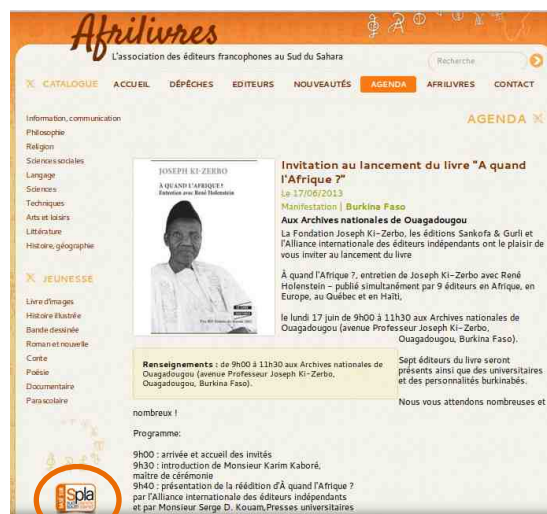 Afrilivres
L'association des éditeurs francophones au Sud du Sahara
Recherche
CATALOGUE
ACCUEIL DÉPÊCHES EDITEURS NOUVEAUTÉS AGENDA AFRILIVRES CONTACT
Information, communication
Philosophie
Religion
Sciences sociales
Langage
Sciences
Techniques
Arts et loisirs
Littérature
Histoire, géographie
JEUNESSE
Livre d'images
Histoire illustrée
Bande dessinée
Roman et nouvelle
Conte
Poésie
Documentaire
Parascolaire
Spla
AGENDA
JOSEPH KI-ZERBO
À QUAND L'AFRIQUE ?
Entretien avec René Holenstein
Invitation au lancement du livre "A quand
l'Afrique ?"
Le 17/06/2013
Manifestation | Burkina Faso
Aux Archives nationales de Ouagadougou
La Fondation Joseph Ki-Zerbo, les éditions Sankofa & Gurli et
l'Alliance internationale des éditeurs indépendants ont le plaisir de
vous inviter au lancement du livre
À quand l'Afrique ?, entretien de Joseph Ki-Zerbo avec René
Holenstein – publié simultanément par 9 éditeurs en Afrique, en
Europe, au Québec et en Haïti,
le lundi 17 juin de 9h00 à 11h30 aux Archives nationales de
Ouagadougou (avenue Professeur Joseph Ki-Zerbo,
Ouagadougou, Burkina Faso).
Renseignements : de 9h00 à 11h30 aux Archives nationales de
Ouagadougou (avenue Professeur Joseph Ki-Zerbo,
Ouagadougou, Burkina Faso).
Sept éditeurs du livre seront
présents ainsi que des universitaires
et des personnalités burkinabés.
Nous vous attendons nombreuses et
nombreux !
Programme:
9h00 : arrivée et accueil des invités
9h30 : introduction de Monsieur Karim Kaboré,
maître de cérémonie
9h40 : présentation de la réédition d'À quand l'Afrique ?
par l'Alliance internationale des éditeurs indépendants
et par Monsieur Serge D. Kouam,Presses universitaires